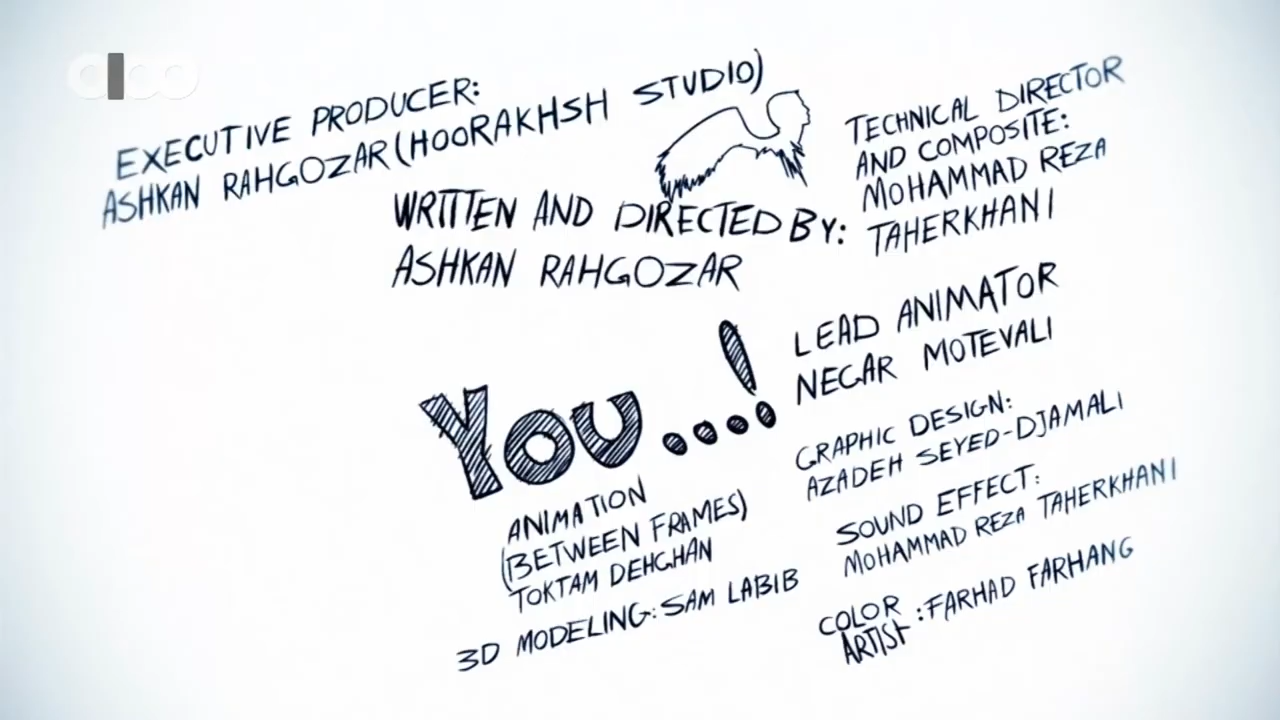 EXECUTIVE PRODUCER:
ASHKAN RAHGOZAR (HOORAKHSH STUDIO)
WRITTEN AND DIRECTED BY:
ASHKAN RAHGOZAR
TECHNICAL DIRECTOR
AND COMPOSITE:
MOHAMMAD REZA
TAHERKHANI
LEAD ANIMATOR
NEGAR MOTEVALI
YOU...!
GRAPHIC DESIGN:
AZADEH SEYED-DJAMALI
ANIMATION
(BETWEEN FRAMES)
TOKTAM DEHGHAN
SOUND EFFECT:
MOHAMMAD REZA TAHERKHANI
3D MODELING: SAM LABIB
COLOR
ARTIST : FARHAD FARHANG